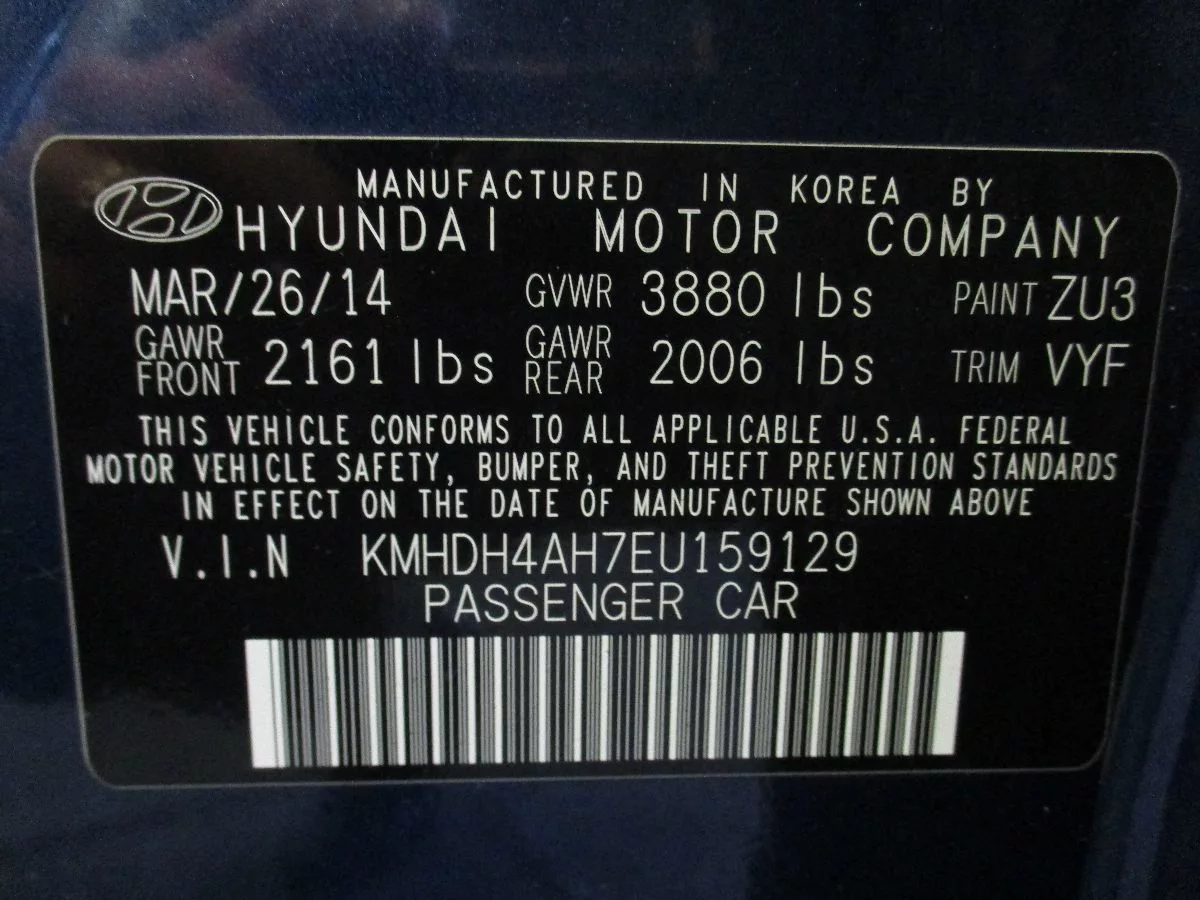 MANUFACTURED IN KOREA BY
HYUNDAI MOTOR COMPANY
MAR/26/14 GVWR 3880 lbs PAINT ZU3
GAWR FRONT 2161 lbs GAWR REAR 2006 lbs TRIM VYF
THIS VEHICLE CONFORMS TO ALL APPLICABLE U.S.A. FEDERAL
MOTOR VEHICLE SAFETY, BUMPER, AND THEFT PREVENTION STANDARDS
IN EFFECT ON THE DATE OF MANUFACTURE SHOWN ABOVE
V.I.N KMHDH4AH7EU159129
PASSENGER CAR